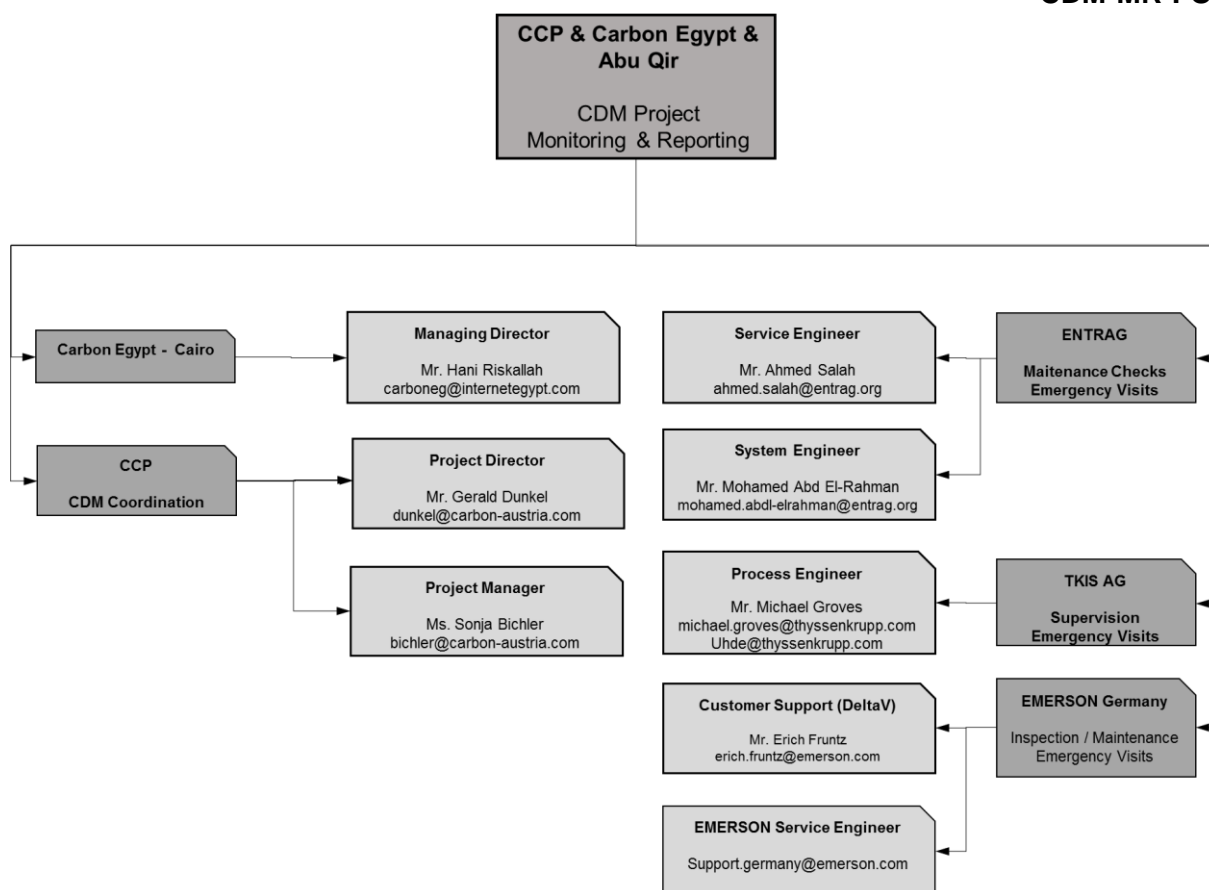 CCP & Carbon Egypt &
Abu Qir
CDM Project
Monitoring & Reporting
Carbon Egypt - Cairo
Managing Director
Mr. Hani Riskallah
carboneg@internetegypt.com
CCP
CDM Coordination
Project Director
Mr. Gerald Dunkel
dunkel@carbon-austria.com
Project Manager
Ms. Sonja Bichler
bichler@carbon-austria.com
Service Engineer
Mr. Ahmed Salah
ahmed.salah@entrag.org
ENTRAG
Maitenance Checks
Emergency Visits
System Engineer
Mr. Mohamed Abd El-Rahman
mohamed.abdl-elrahman@entrag.org
Process Engineer
Mr. Michael Groves
michael.groves@thyssenkrupp.com
Uhde@thyssenkrupp.com
TKIS AG
Supervision
Emergency Visits
Customer Support (DeltaV)
Mr. Erich Fruntz
erich.fruntz@emerson.com
EMERSON Germany
Inspection / Maintenance
Emergency Visits
EMERSON Service Engineer
Support.germany@emerson.com